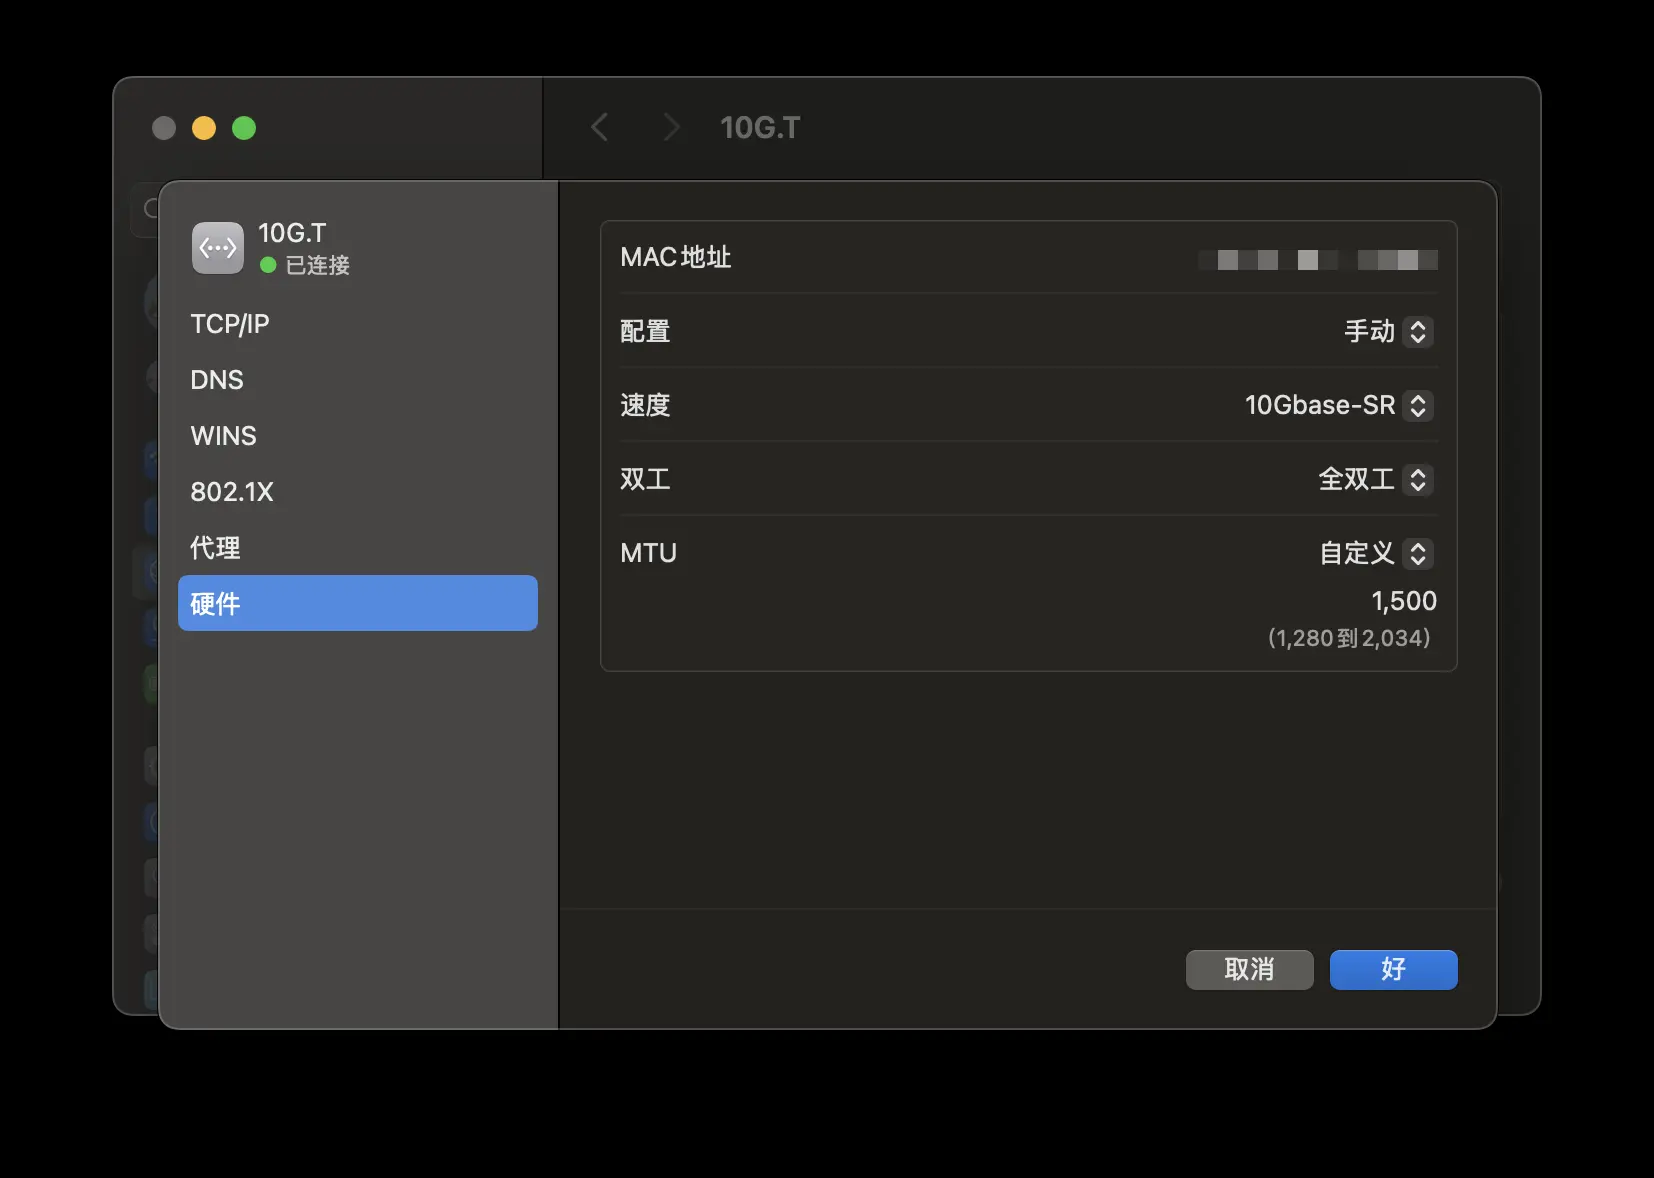 10G.T
10G.T
已连接
TCP/IP
DNS
WINS
802.1X
代理
硬件
MAC地址
配置
手动
速度
10Gbase-SR
双工
全双工
MTU
自定义
1,500
(1,280到2,034)
取消
好